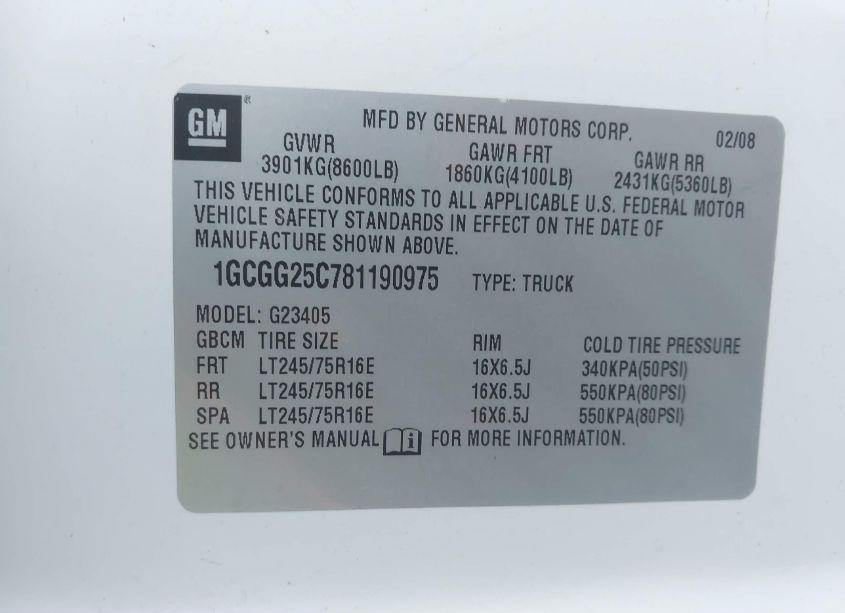 GM ®
MFD BY GENERAL MOTORS CORP. 02/08
GVWR GAWR FRT GAWR RR
3901KG(8600LB) 1860KG(4100LB) 2431KG(5360LB)
THIS VEHICLE CONFORMS TO ALL APPLICABLE U.S. FEDERAL MOTOR
VEHICLE SAFETY STANDARDS IN EFFECT ON THE DATE OF
MANUFACTURE SHOWN ABOVE.
1GCGG25C781190975 TYPE: TRUCK
MODEL: G23405
GBCM TIRE SIZE RIM COLD TIRE PRESSURE
FRT LT245/75R16E 16X6.5J 340KPA(50PSI)
RR LT245/75R16E 16X6.5J 550KPA(80PSI)
SPA LT245/75R16E 16X6.5J 550KPA(80PSI)
SEE OWNER'S MANUAL i FOR MORE INFORMATION.